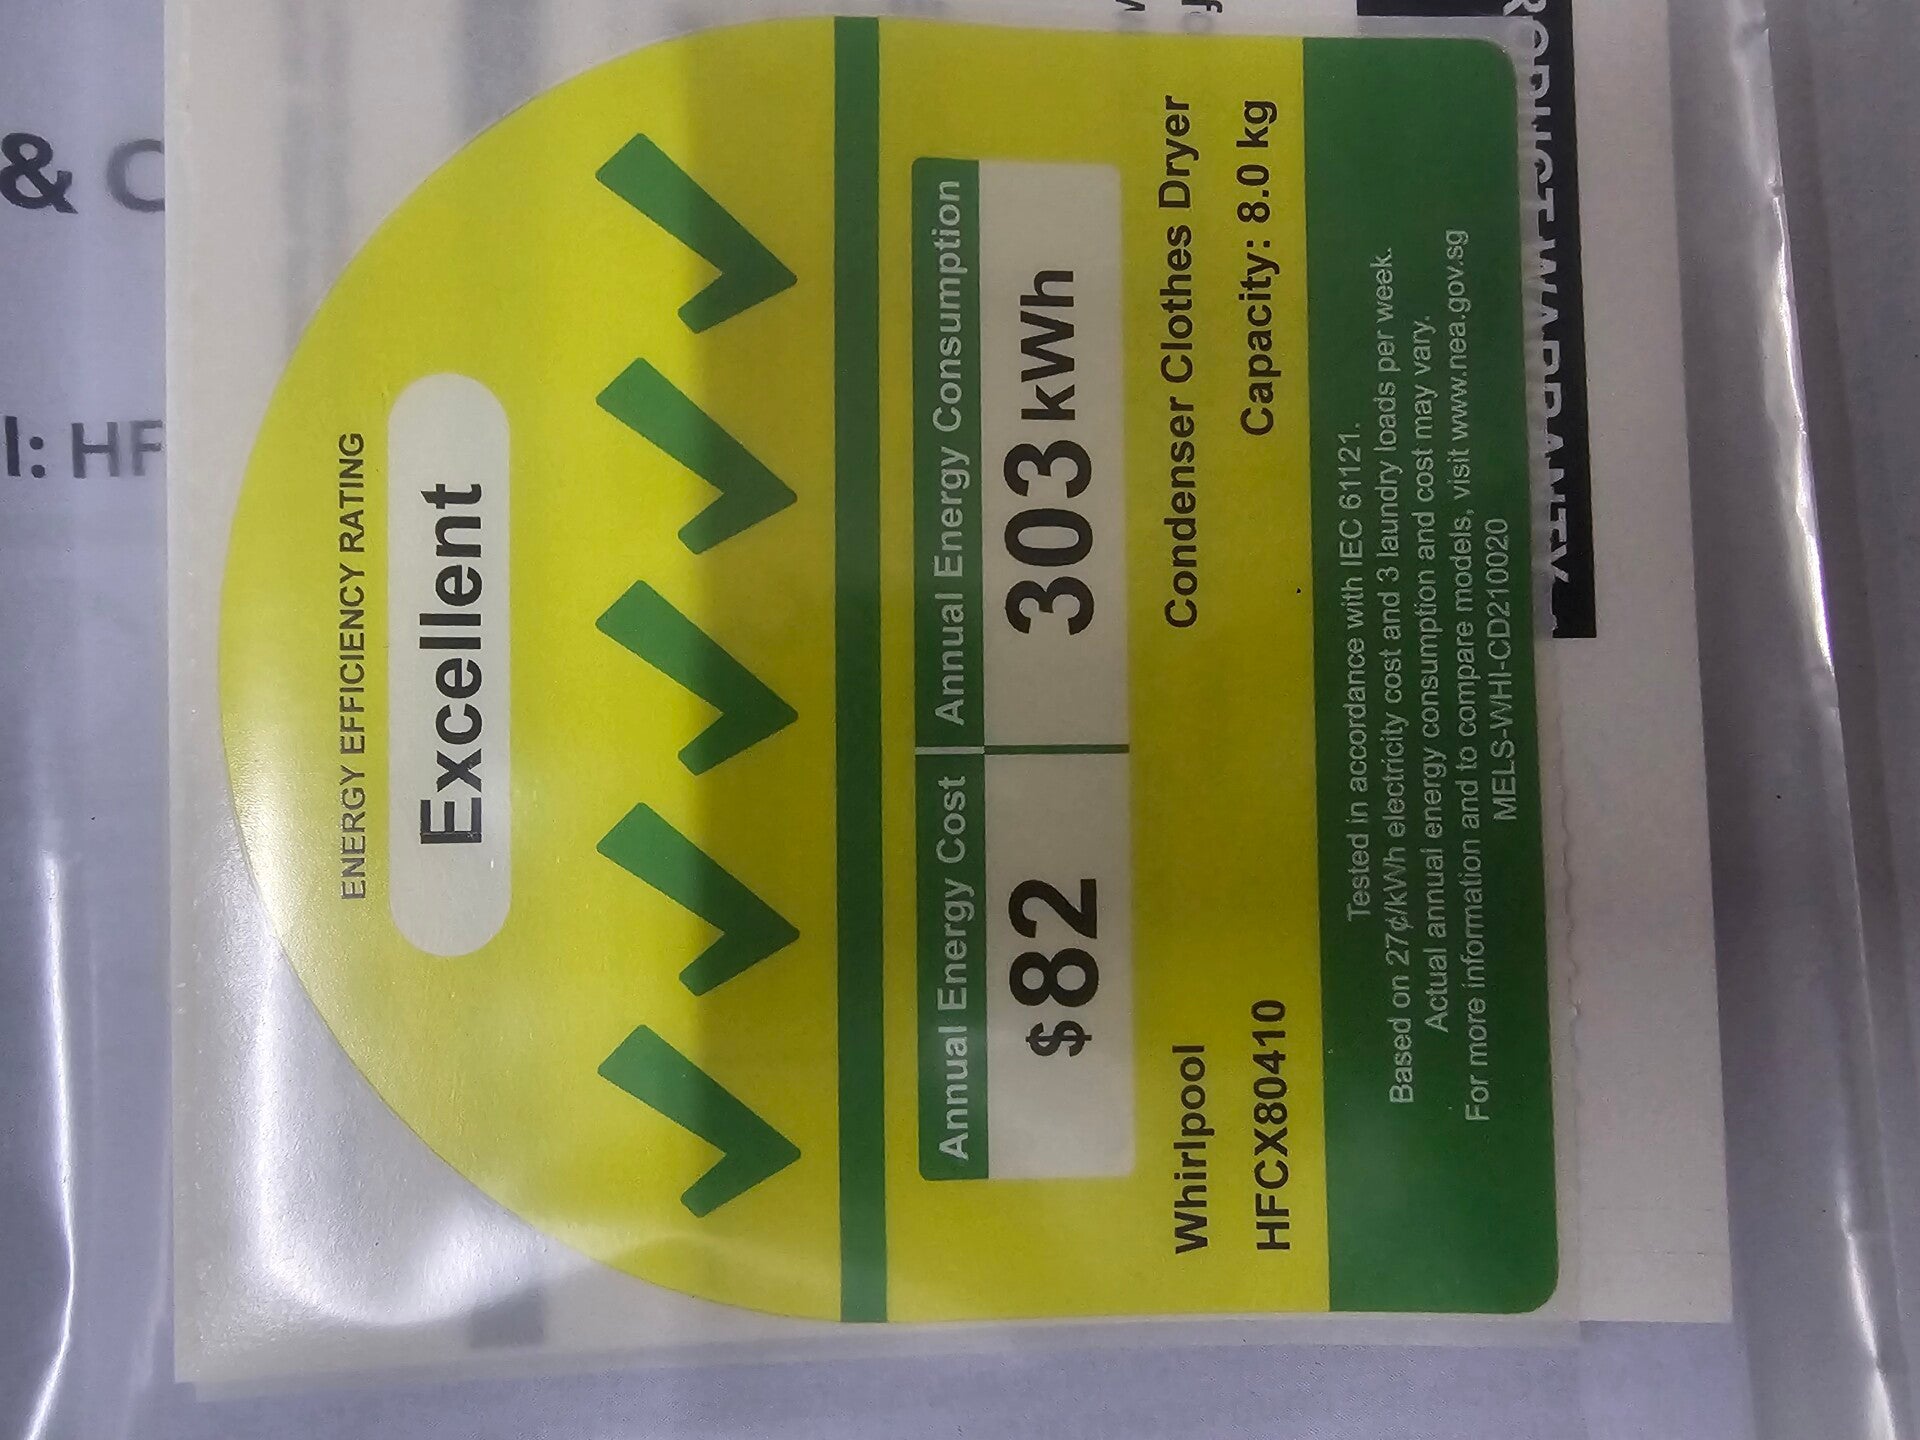 ENERGY EFFICIENCY RATING
Excellent
Annual Energy Cost
Annual Energy Consumption
$82
303 kWh
Whirlpool
Condenser Clothes Dryer
HFCX80410
Capacity: 8.0 kg
Tested in accordance with IEC 61121.
Based on 27¢/kWh electricity cost and 3 laundry loads per week.
Actual annual energy consumption and cost may vary.
For more information and to compare models, visit www.nea.gov.sg
MELS-WHI-CD210020
& C
l: HF